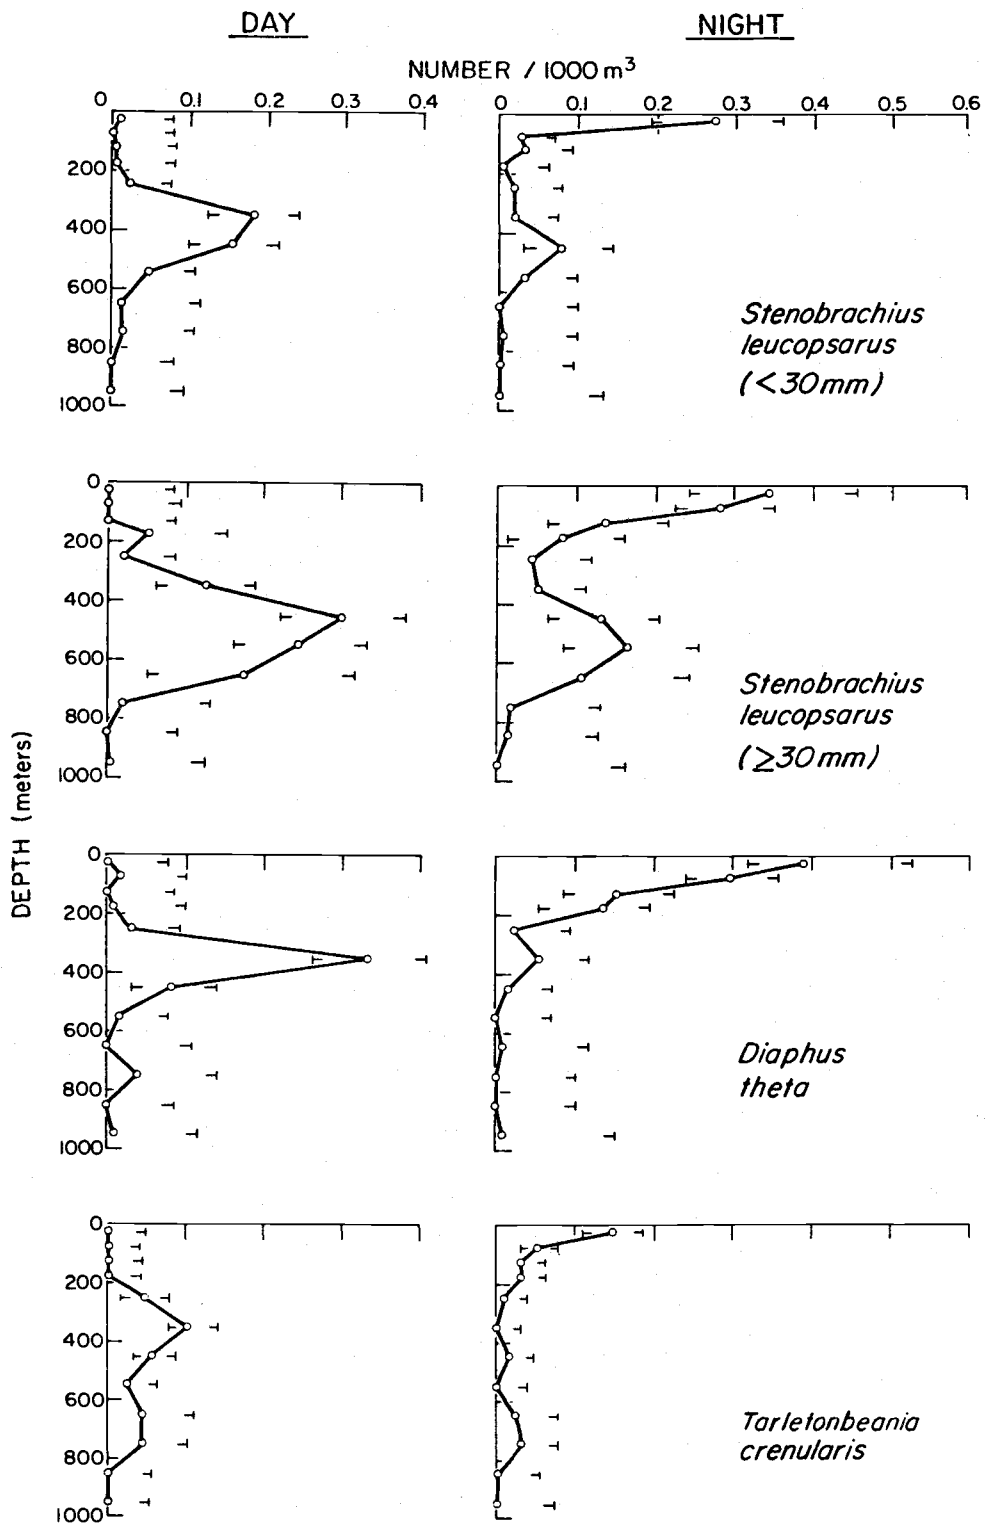 DAY NIGHT
NUMBER / 1000 m³
0 0.1 0.2 0.3 0.4 0 0.1 0.2 0.3 0.4 0.5 0.6
200
400
600
800
1000
Stenobrachius
leucopsarus
(<30mm)
0
200
400
600
800
1000
Stenobrachius
leucopsarus
(≥30mm)
DEPTH (meters)
0
200
400
600
800
1000
Diaphus
theta
0
200
400
600
800
1000
Tarletonbeania
crenularis